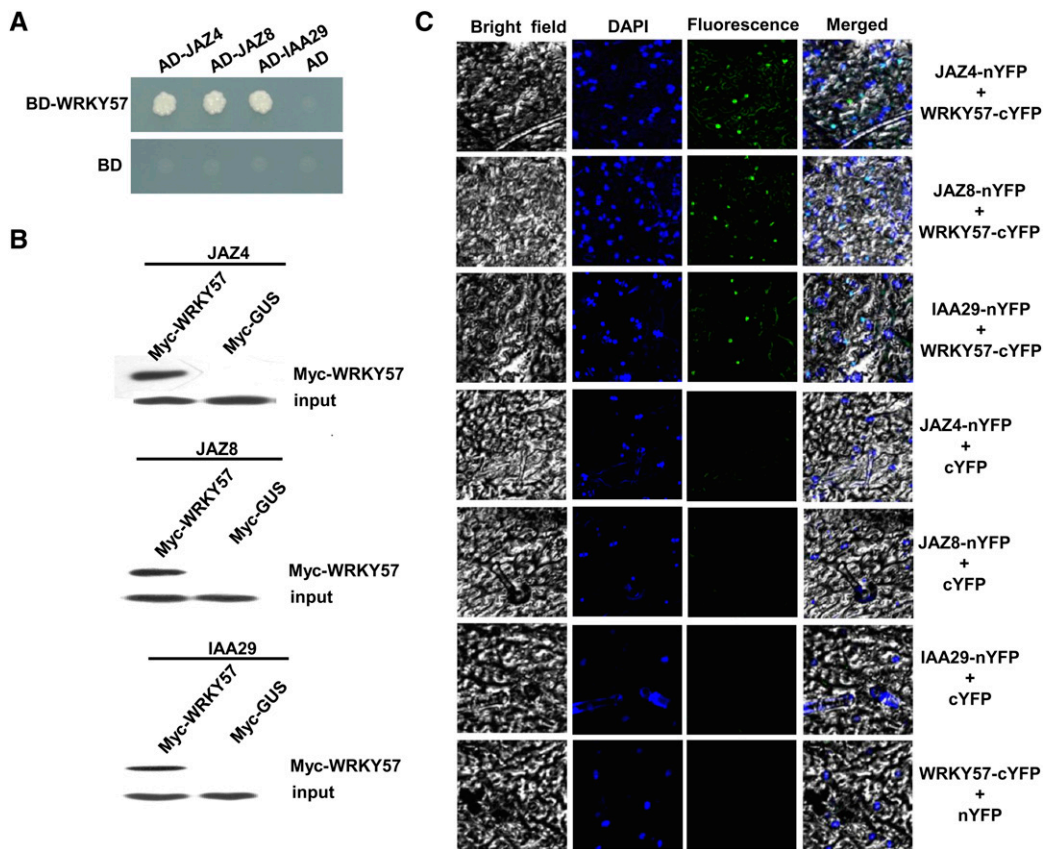 A
AD-JAZ4
AD-JAZ8
AD-IAA29
AD
BD-WRKY57
BD
B
JAZ4
Myc-WRKY57
Myc-GUS
Myc-WRKY57
input
JAZ8
Myc-WRKY57
Myc-GUS
Myc-WRKY57
input
IAA29
Myc-WRKY57
Myc-GUS
Myc-WRKY57
input
C
Bright field
DAPI
Fluorescence
Merged
JAZ4-nYFP
+
WRKY57-cYFP
JAZ8-nYFP
+
WRKY57-cYFP
IAA29-nYFP
+
WRKY57-cYFP
JAZ4-nYFP
+
cYFP
JAZ8-nYFP
+
cYFP
IAA29-nYFP
+
cYFP
WRKY57-cYFP
+
nYFP